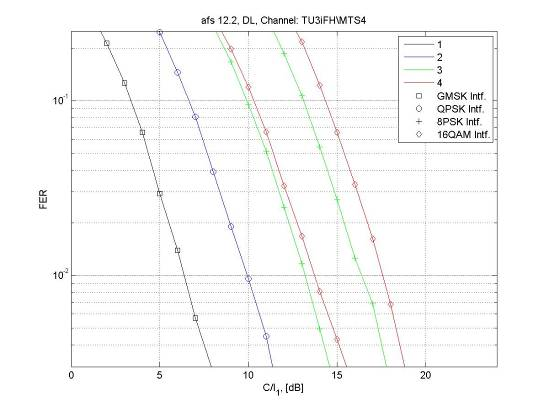 afs 12.2, DL, Channel: TU3iFH\MTS4
1
2
3
4
GMSK Intf.
QPSK Intf.
8PSK Intf.
16QAM Intf.
10-1
FER
10-2
0 5 10 15 20
C/I1, [dB]